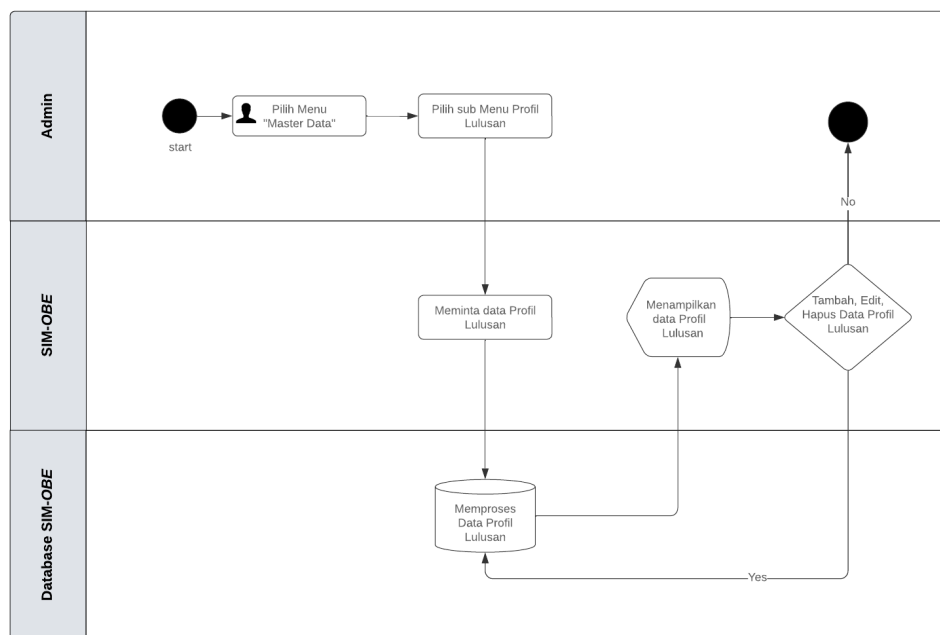 Admin
start
Pilih Menu
"Master Data"
Pilih sub Menu Profil
Lulusan
No
SIM-OBE
Meminta data Profil
Lulusan
Menampilkan
data Profil
Lulusan
Tambah, Edit,
Hapus Data Profil
Lulusan
Database SIM-OBE
Memproses
Data Profil
Lulusan
Yes